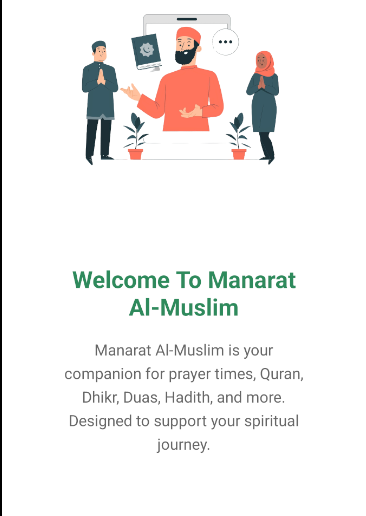 Welcome To Manarat
Al-Muslim
Manarat Al-Muslim is your
companion for prayer times, Quran,
Dhikr, Duas, Hadith, and more.
Designed to support your spiritual
journey.